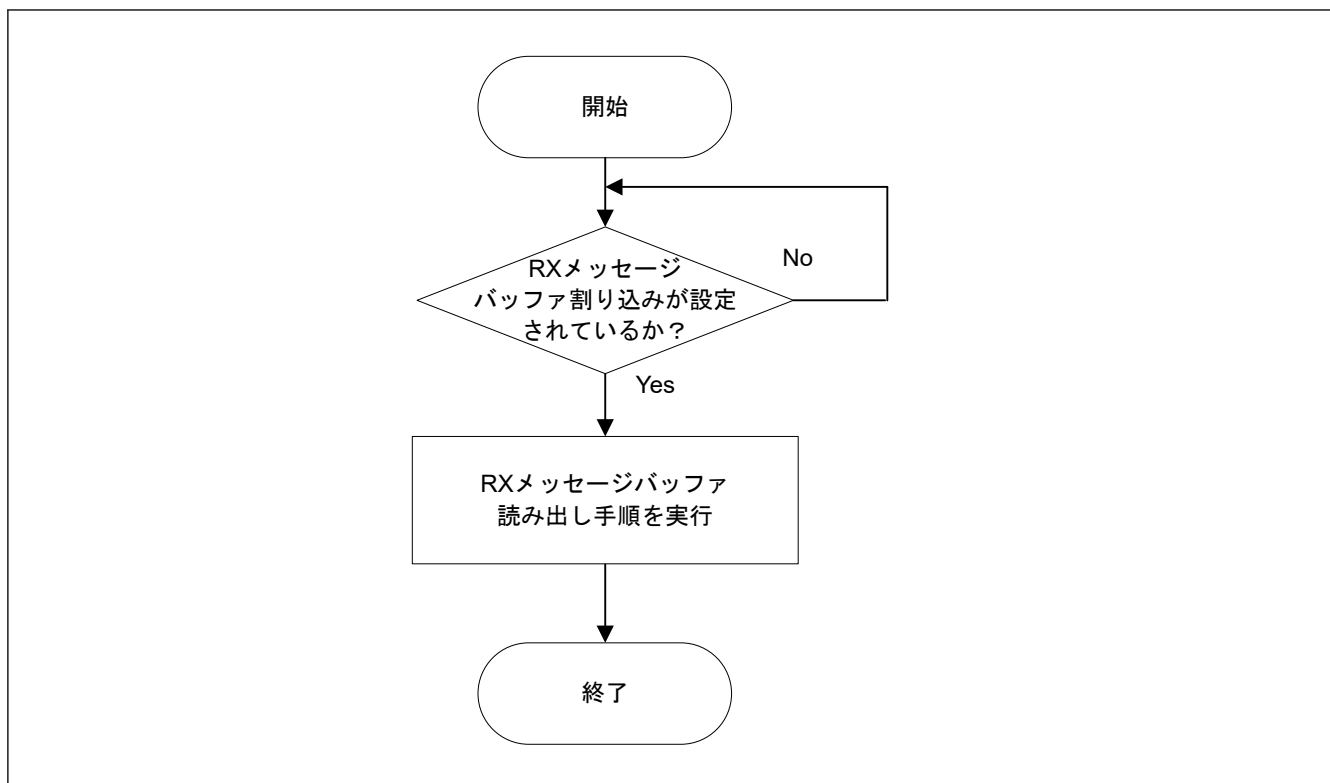 開始
RXメッセージ
バッファ割り込みが設定
されているか？
No
Yes
RXメッセージバッファ
読み出し手順を実行
終了